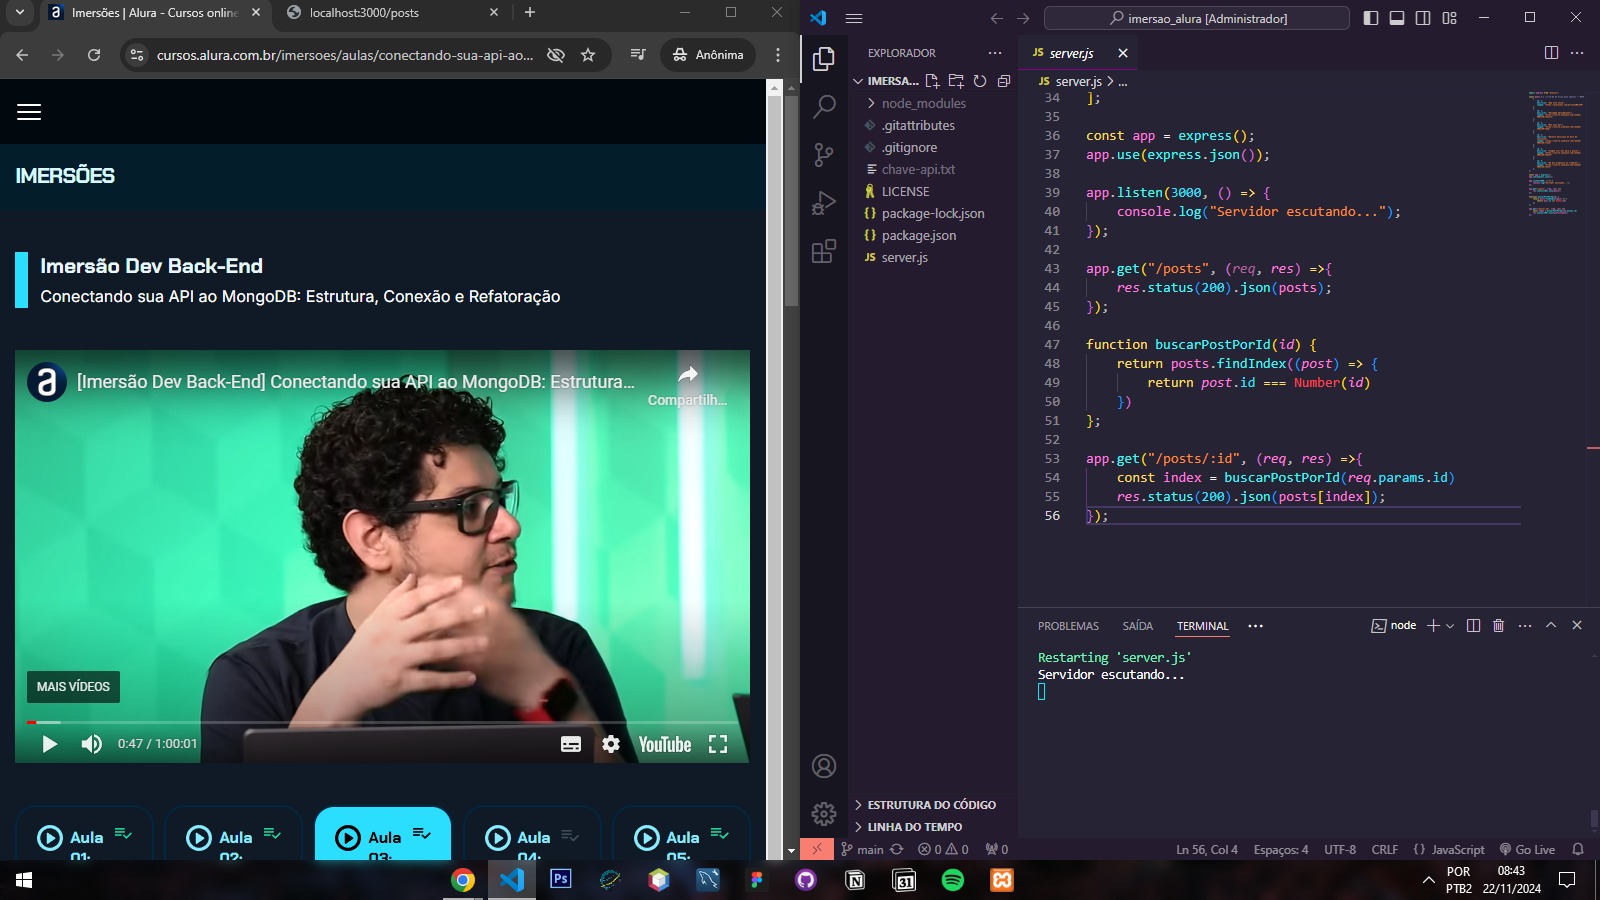 Imersões | Alura - Cursos online
localhost:3000/posts
cursos.alura.com.br/imersoes/aulas/conectando-sua-api-ao...
Anônima
IMERSÕES
Imersão Dev Back-End
Conectando sua API ao MongoDB: Estrutura, Conexão e Refatoração
a
[Imersão Dev Back-End] Conectando sua API ao MongoDB: Estrutura...
Compartilh...
MAIS VÍDEOS
0:47 / 1:00:01
YouTube
Aula 01:
Aula 02:
Aula 03:
Aula 04:
Aula 05:
imersao_alura [Administrador]
EXPLORADOR
IMERSA...
node_modules
.gitattributes
.gitignore
chave-api.txt
LICENSE
package-lock.json
package.json
JS server.js
ESTRUTURA DO CÓDIGO
LINHA DO TEMPO
JS server.js
JS server.js > ...
34 ];
35
36 const app = express();
37 app.use(express.json());
38
39 app.listen(3000, () => {
40 console.log("Servidor escutando...");
41 });
42
43 app.get("/posts", (req, res) =>{
44 res.status(200).json(posts);
45 });
46
47 function buscarPostPorId(id) {
48 return posts.findIndex((post) => {
49 return post.id === Number(id)
50 })
51 };
52
53 app.get("/posts/:id", (req, res) =>{
54 const index = buscarPostPorId(req.params.id)
55 res.status(200).json(posts[index]);
56 });
PROBLEMAS SAÍDA TERMINAL ... node
Restarting 'server.js'
Servidor escutando...
main 0 0 0 Ln 56, Col 4 Espaços: 4 UTF-8 CRLF {} JavaScript Go Live
Ps
N
31
POR
PTB2
08:43
22/11/2024